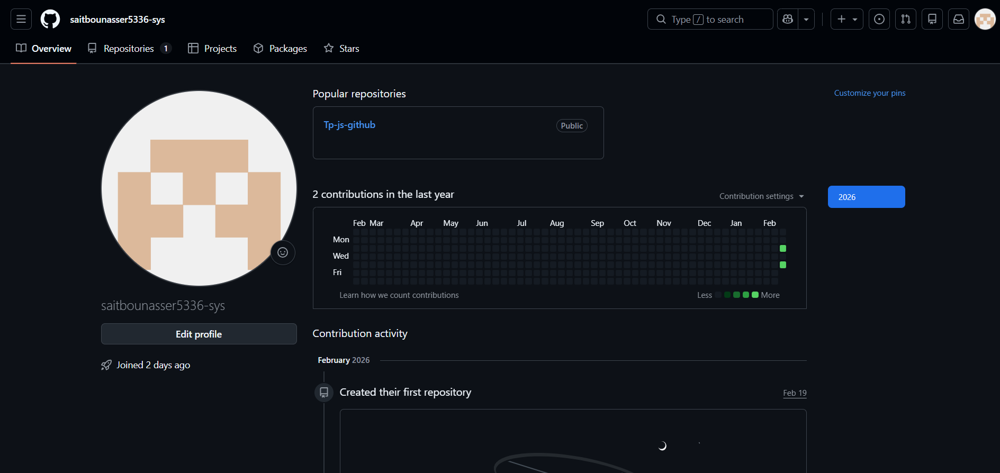 saitbounasser5336-sys
Type / to search
Overview
Repositories 1
Projects
Packages
Stars
Popular repositories
Customize your pins
Tp-js-github
Public
2 contributions in the last year
Contribution settings
2026
Feb Mar Apr May Jun Jul Aug Sep Oct Nov Dec Jan Feb
Mon
Wed
Fri
Learn how we count contributions
Less More
saitbounasser5336-sys
Edit profile
Joined 2 days ago
Contribution activity
February 2026
Created their first repository
Feb 19